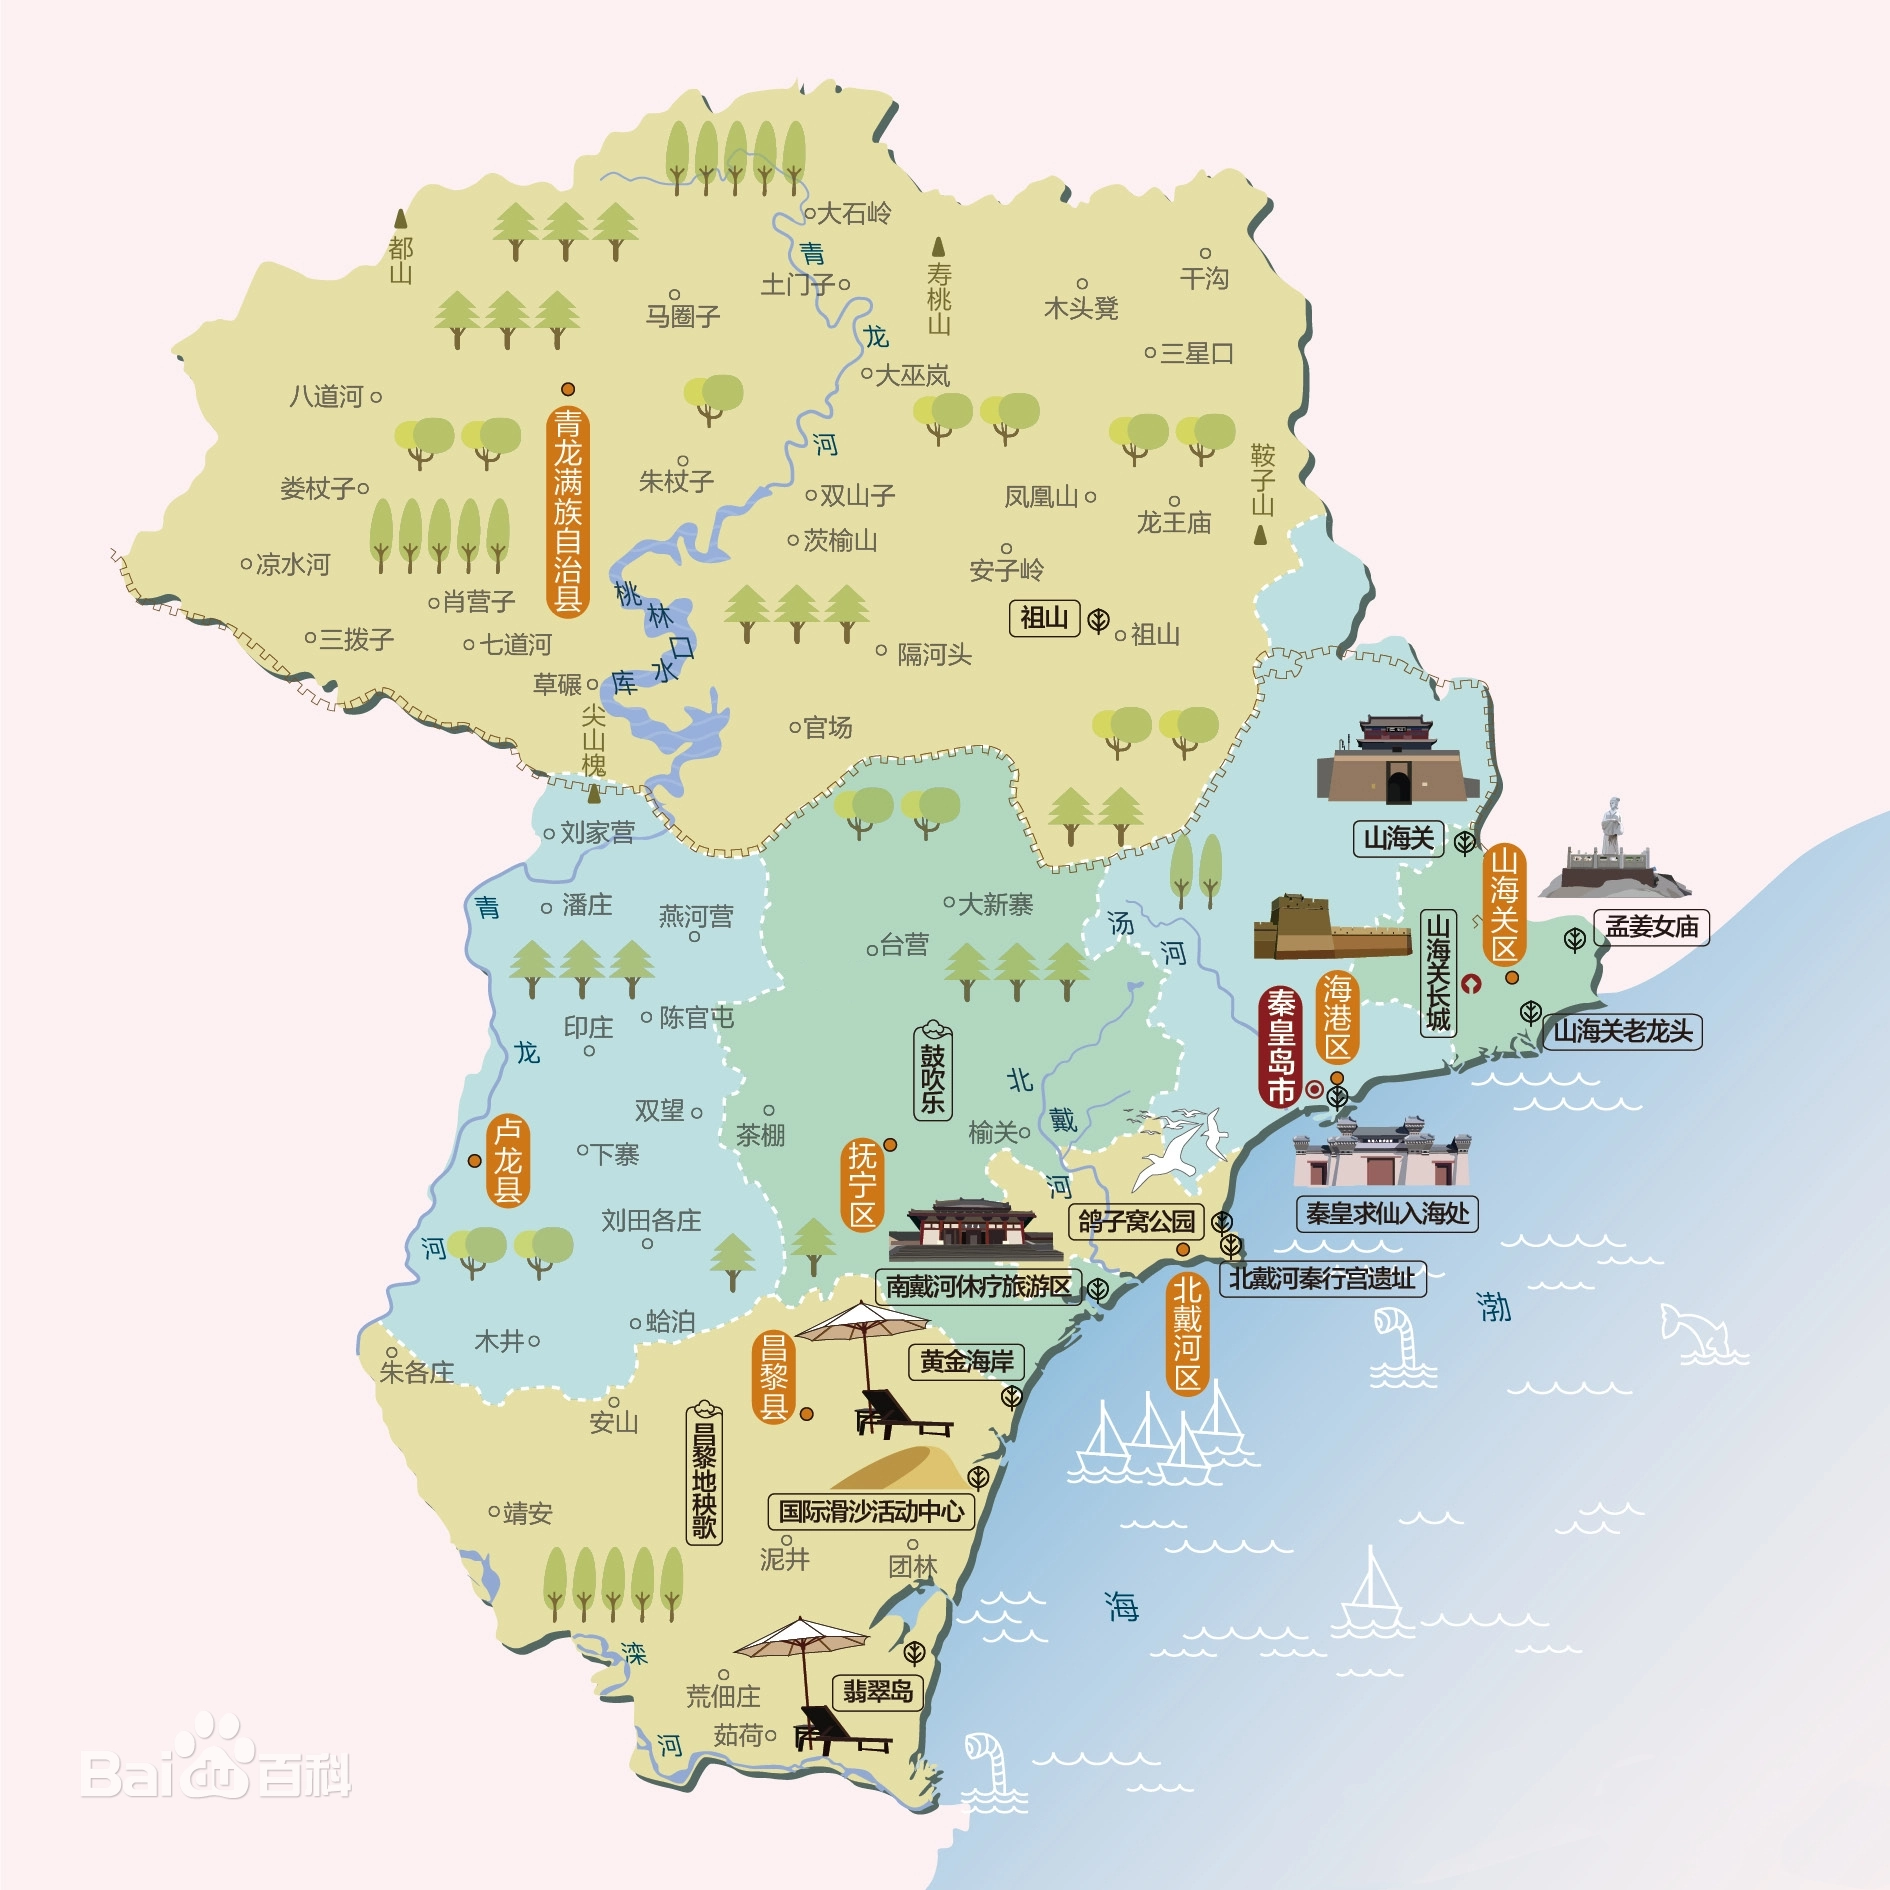 大石岭
都山
青
寿桃山
干沟
土门子
马圈子
木头凳
龙
三星口
大巫岚
八道河
青龙满族自治县
河
鞍子山
朱杖子
娄杖子
双山子
凤凰山
龙王庙
茨榆山
凉水河
安子岭
桃林口水库
肖营子
祖山
祖山
三拨子
七道河
隔河头
草碾
尖山槐
官场
刘家营
山海关
山海关区
孟姜女庙
青
潘庄
燕河营
大新寨
汤河
台营
山海关长城
海港区
秦皇岛市
陈官屯
印庄
山海关老龙头
龙
鼓吹乐
北戴河
双望
茶棚
榆关
卢龙县
下寨
抚宁区
刘田各庄
鸽子窝公园
秦皇求仙入海处
河
南戴河休疗旅游区
北戴河秦行宫遗址
北戴河区
渤海
蛤泊
木井
昌黎县
黄金海岸
朱各庄
安山
昌黎地秧歌
靖安
国际滑沙活动中心
泥井
团林
滦河
荒佃庄
翡翠岛
茹荷
Bai du 百科